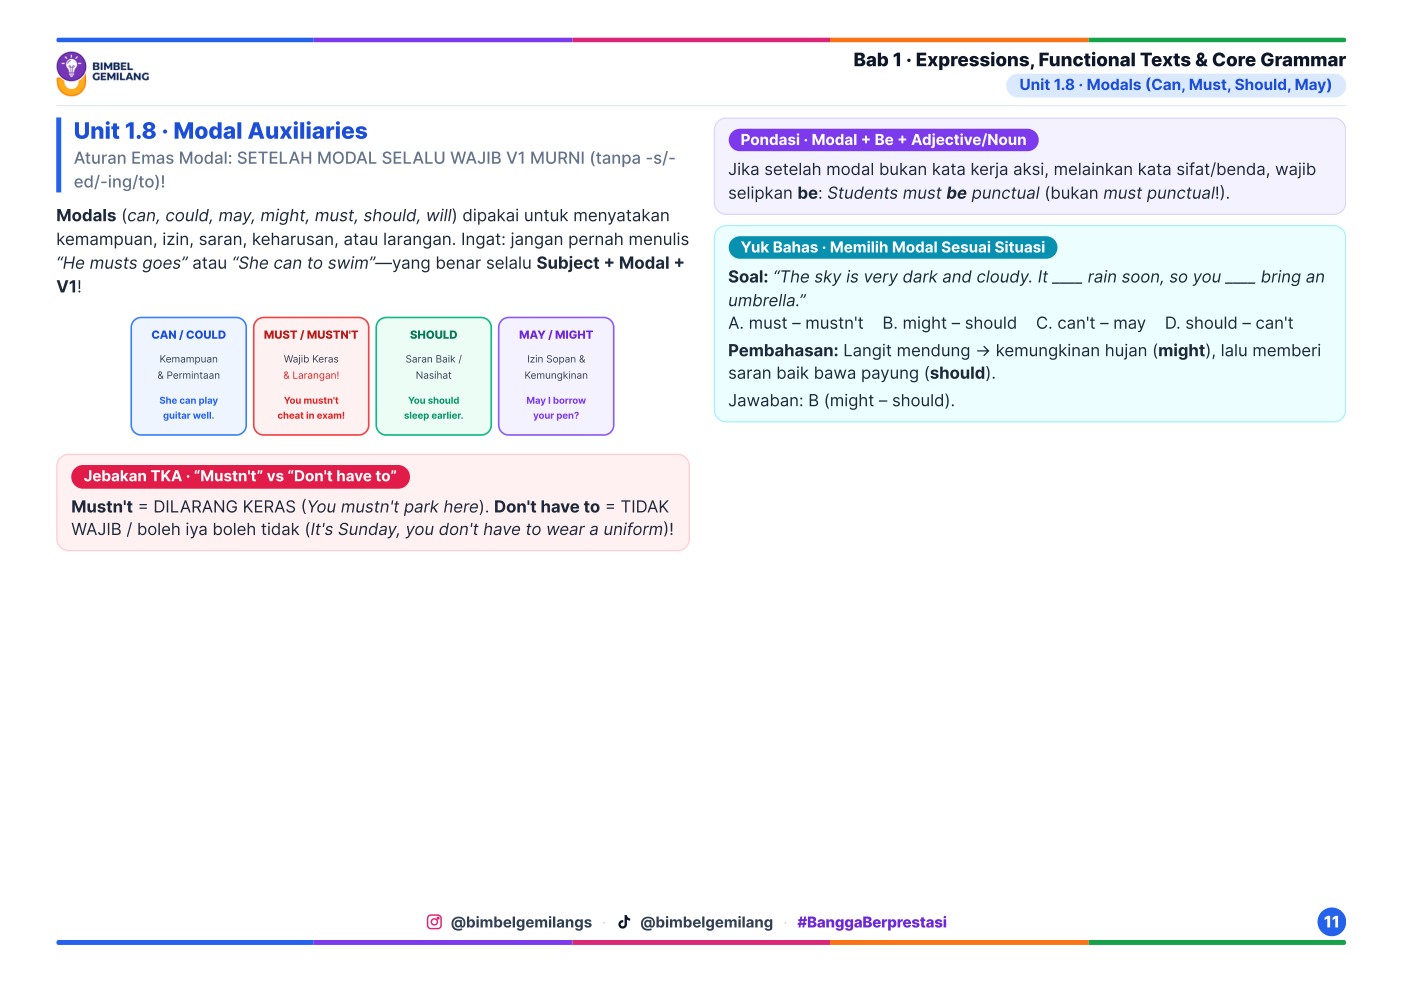 BIMBEL
GEMILANG
Bab 1 · Expressions, Functional Texts & Core Grammar
Unit 1.8 · Modals (Can, Must, Should, May)
Unit 1.8 · Modal Auxiliaries
Aturan Emas Modal: SETELAH MODAL SELALU WAJIB V1 MURNI (tanpa -s/-
ed/-ing/to)!
Modals (can, could, may, might, must, should, will) dipakai untuk menyatakan
kemampuan, izin, saran, keharusan, atau larangan. Ingat: jangan pernah menulis
“He musts goes” atau “She can to swim”—yang benar selalu Subject + Modal +
V1!
CAN / COULD
Kemampuan
& Permintaan
She can play
guitar well.
MUST / MUSTN'T
Wajib Keras
& Larangan!
You mustn't
cheat in exam!
SHOULD
Saran Baik /
Nasihat
You should
sleep earlier.
MAY / MIGHT
Izin Sopan &
Kemungkinan
May I borrow
your pen?
Jebakan TKA · “Mustn't” vs “Don't have to”
Mustn't = DILARANG KERAS (You mustn't park here). Don't have to = TIDAK
WAJIB / boleh iya boleh tidak (It's Sunday, you don't have to wear a uniform)!
Pondasi · Modal + Be + Adjective/Noun
Jika setelah modal bukan kata kerja aksi, melainkan kata sifat/benda, wajib
selipkan be: Students must be punctual (bukan must punctual!).
Yuk Bahas · Memilih Modal Sesuai Situasi
Soal: “The sky is very dark and cloudy. It ____ rain soon, so you ____ bring an
umbrella.”
A. must – mustn't B. might – should C. can't – may D. should – can't
Pembahasan: Langit mendung → kemungkinan hujan (might), lalu memberi
saran baik bawa payung (should).
Jawaban: B (might – should).
@bimbelgemilangs · @bimbelgemilang · #BanggaBerprestasi
11